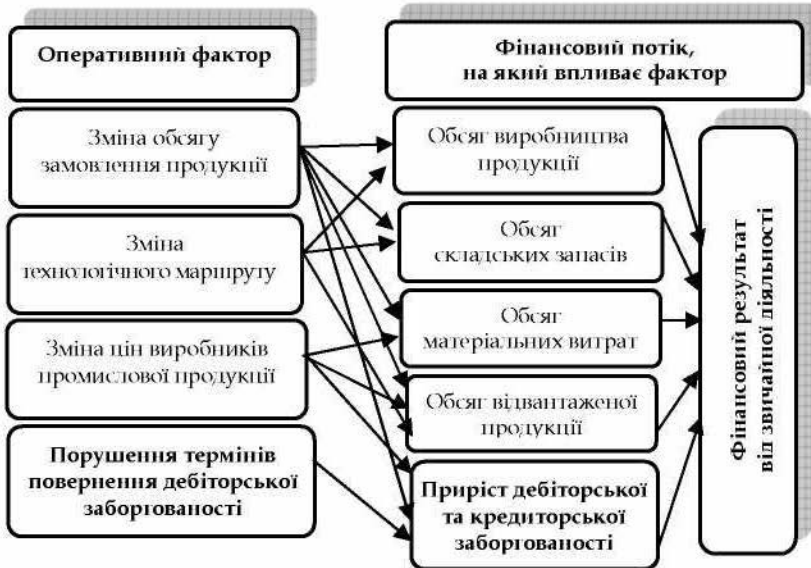 Оперативний фактор
Фінансовий потік,
на який впливає фактор
Зміна обсягу
замовлення продукції
Зміна
технологічного маршруту
Зміна цін виробників
промислової продукції
Порушення термінів
повернення дебіторської
заборгованості
Обсяг виробництва
продукції
Обсяг
складських запасів
Обсяг
матеріальних витрат
Обсяг відвантаженої
продукції
Приріст дебіторської
та кредиторської
заборгованості
Фінансовий результат
від звичайної діяльності